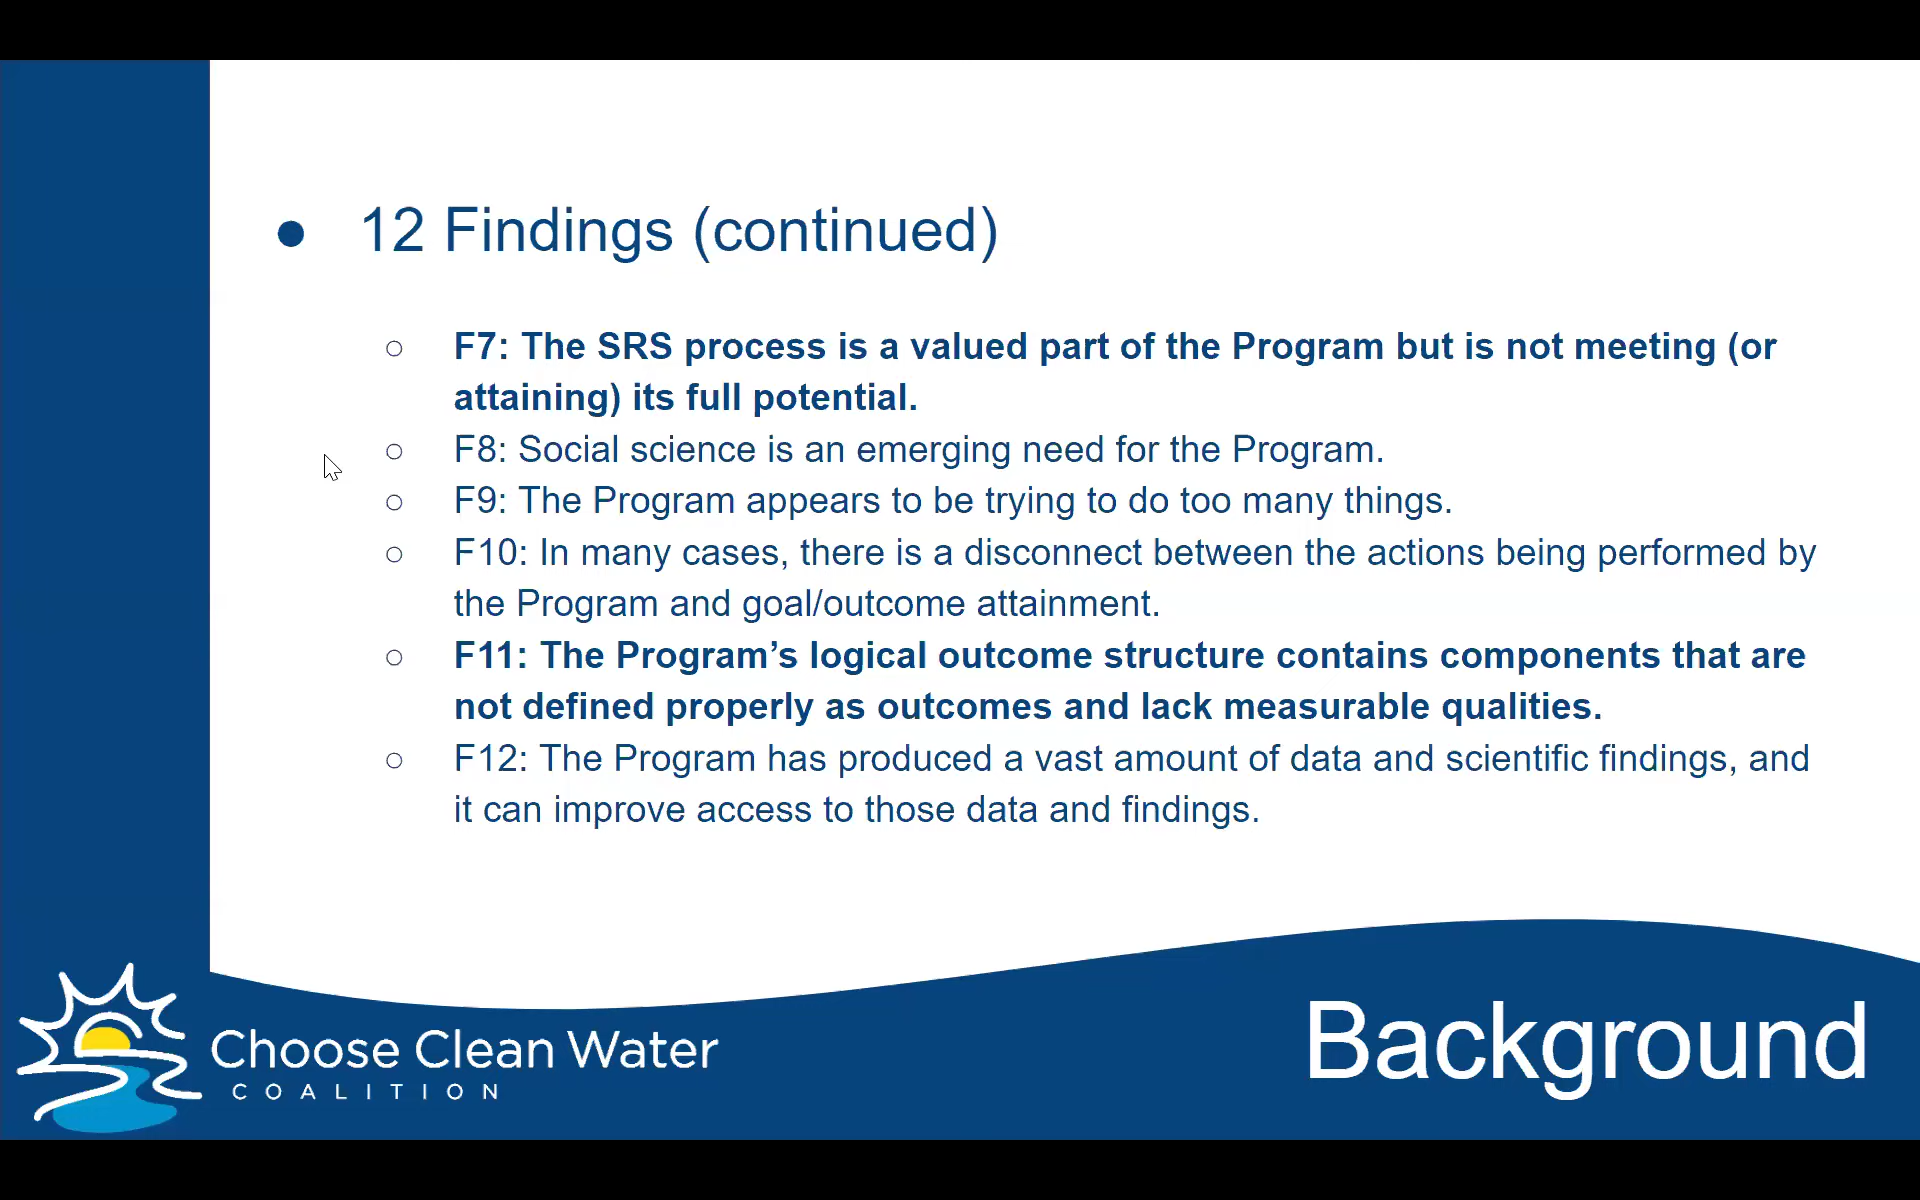 ● 12 Findings (continued)
○ F7: The SRS process is a valued part of the Program but is not meeting (or
attaining) its full potential.
○ F8: Social science is an emerging need for the Program.
○ F9: The Program appears to be trying to do too many things.
○ F10: In many cases, there is a disconnect between the actions being performed by
the Program and goal/outcome attainment.
○ F11: The Program’s logical outcome structure contains components that are
not defined properly as outcomes and lack measurable qualities.
○ F12: The Program has produced a vast amount of data and scientific findings, and
it can improve access to those data and findings.
Choose Clean Water
COALITION
Background